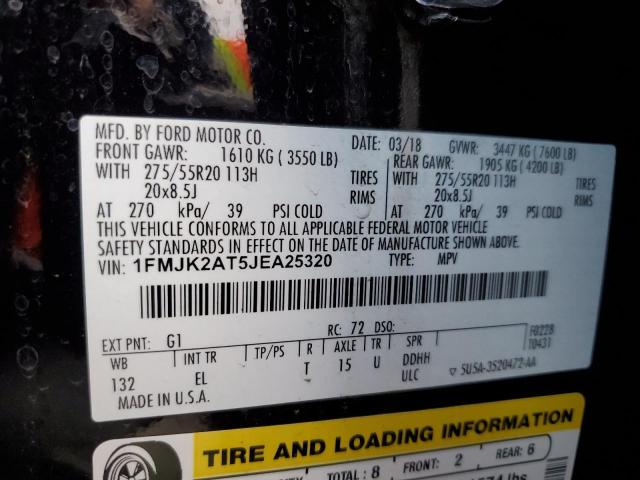 MFD. BY FORD MOTOR CO.
DATE: 03/18 GVWR: 3447 KG ( 7600 LB)
FRONT GAWR: 1610 KG ( 3550 LB)
REAR GAWR: 1905 KG ( 4200 LB)
WITH 275/55R20 113H TIRES
WITH 275/55R20 113H TIRES
20x8.5J RIMS
20x8.5J RIMS
AT 270 kPa/ 39 PSI COLD
AT 270 kPa/ 39 PSI COLD
THIS VEHICLE CONFORMS TO ALL APPLICABLE FEDERAL MOTOR VEHICLE
SAFETY STANDARDS IN EFFECT ON THE DATE OF MANUFACTURE SHOWN ABOVE.
VIN: 1FMJK2AT5JEA25320 TYPE: MPV
EXT PNT: G1 RC: 72 DSO: F0228
T0431
WB INT TR TP/PS R AXLE TR SPR
132 EL T 15 U DDHH
ULC
MADE IN U.S.A. 5U5A-3520472-AA
TIRE AND LOADING INFORMATION
TOTAL: 8 FRONT: 2 REAR: 6